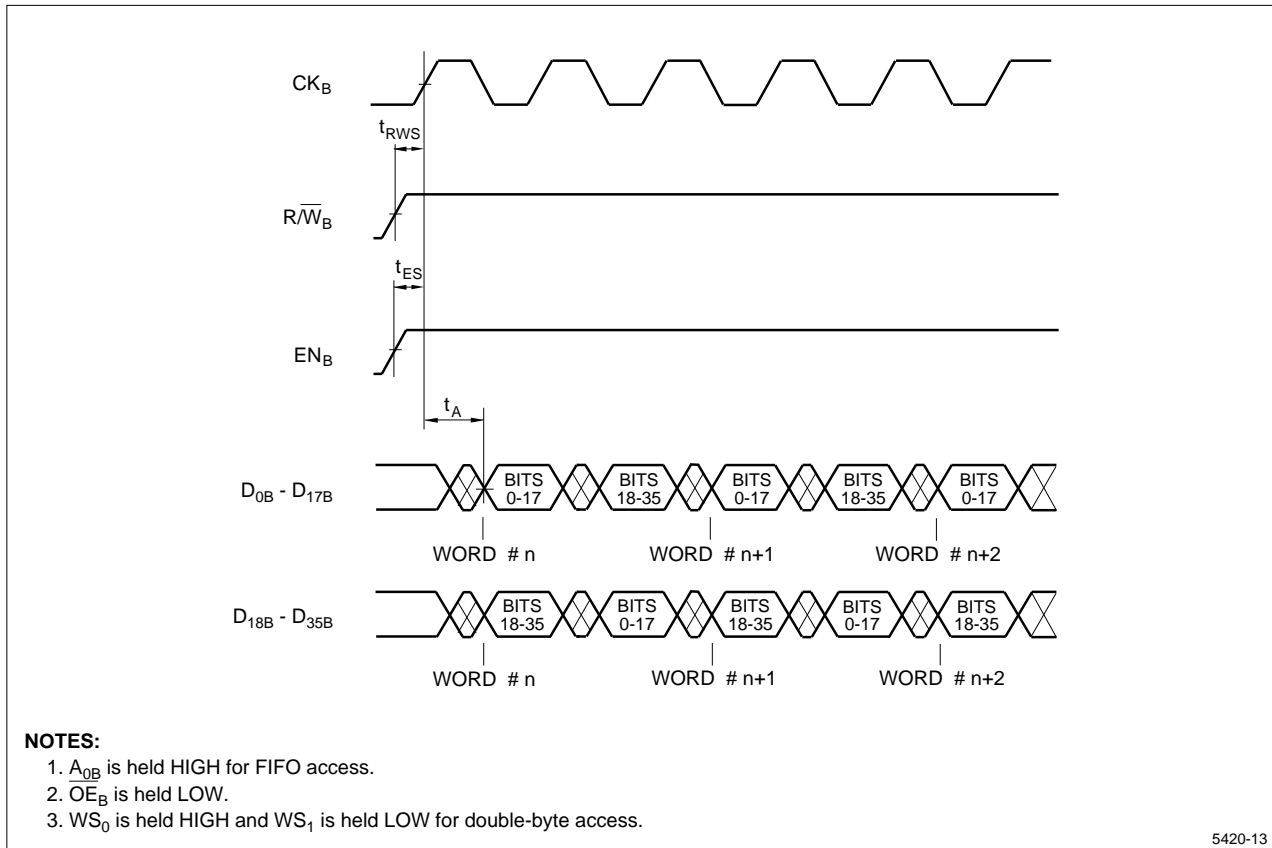 CKB
tRWS
R/W̅B
tES
ENB
tA
D0B - D17B
BITS 0-17
BITS 18-35
BITS 0-17
BITS 18-35
BITS 0-17
WORD # n
WORD # n+1
WORD # n+2
D18B - D35B
BITS 18-35
BITS 0-17
BITS 18-35
BITS 0-17
BITS 18-35
WORD # n
WORD # n+1
WORD # n+2
NOTES:
1. A0B is held HIGH for FIFO access.
2. O̅E̅B is held LOW.
3. WS0 is held HIGH and WS1 is held LOW for double-byte access.
5420-13